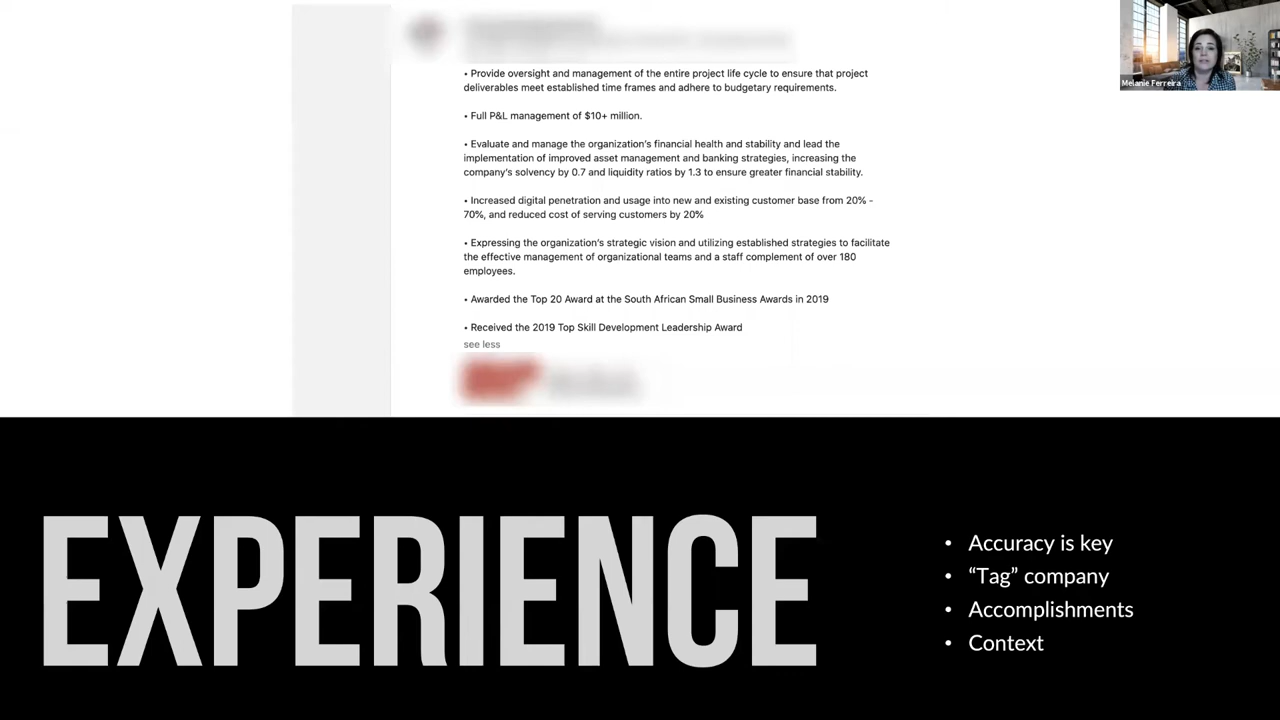 • Provide oversight and management of the entire project life cycle to ensure that project
deliverables meet established time frames and adhere to budgetary requirements.
• Full P&L management of $10+ million.
• Evaluate and manage the organization's financial health and stability and lead the
implementation of improved asset management and banking strategies, increasing the
company's solvency by 0.7 and liquidity ratios by 1.3 to ensure greater financial stability.
• Increased digital penetration and usage into new and existing customer base from 20% -
70%, and reduced cost of serving customers by 20%
• Expressing the organization's strategic vision and utilizing established strategies to facilitate
the effective management of organizational teams and a staff complement of over 180
employees.
• Awarded the Top 20 Award at the South African Small Business Awards in 2019
• Received the 2019 Top Skill Development Leadership Award
see less
Melanie Ferreira
EXPERIENCE
• Accuracy is key
• “Tag” company
• Accomplishments
• Context